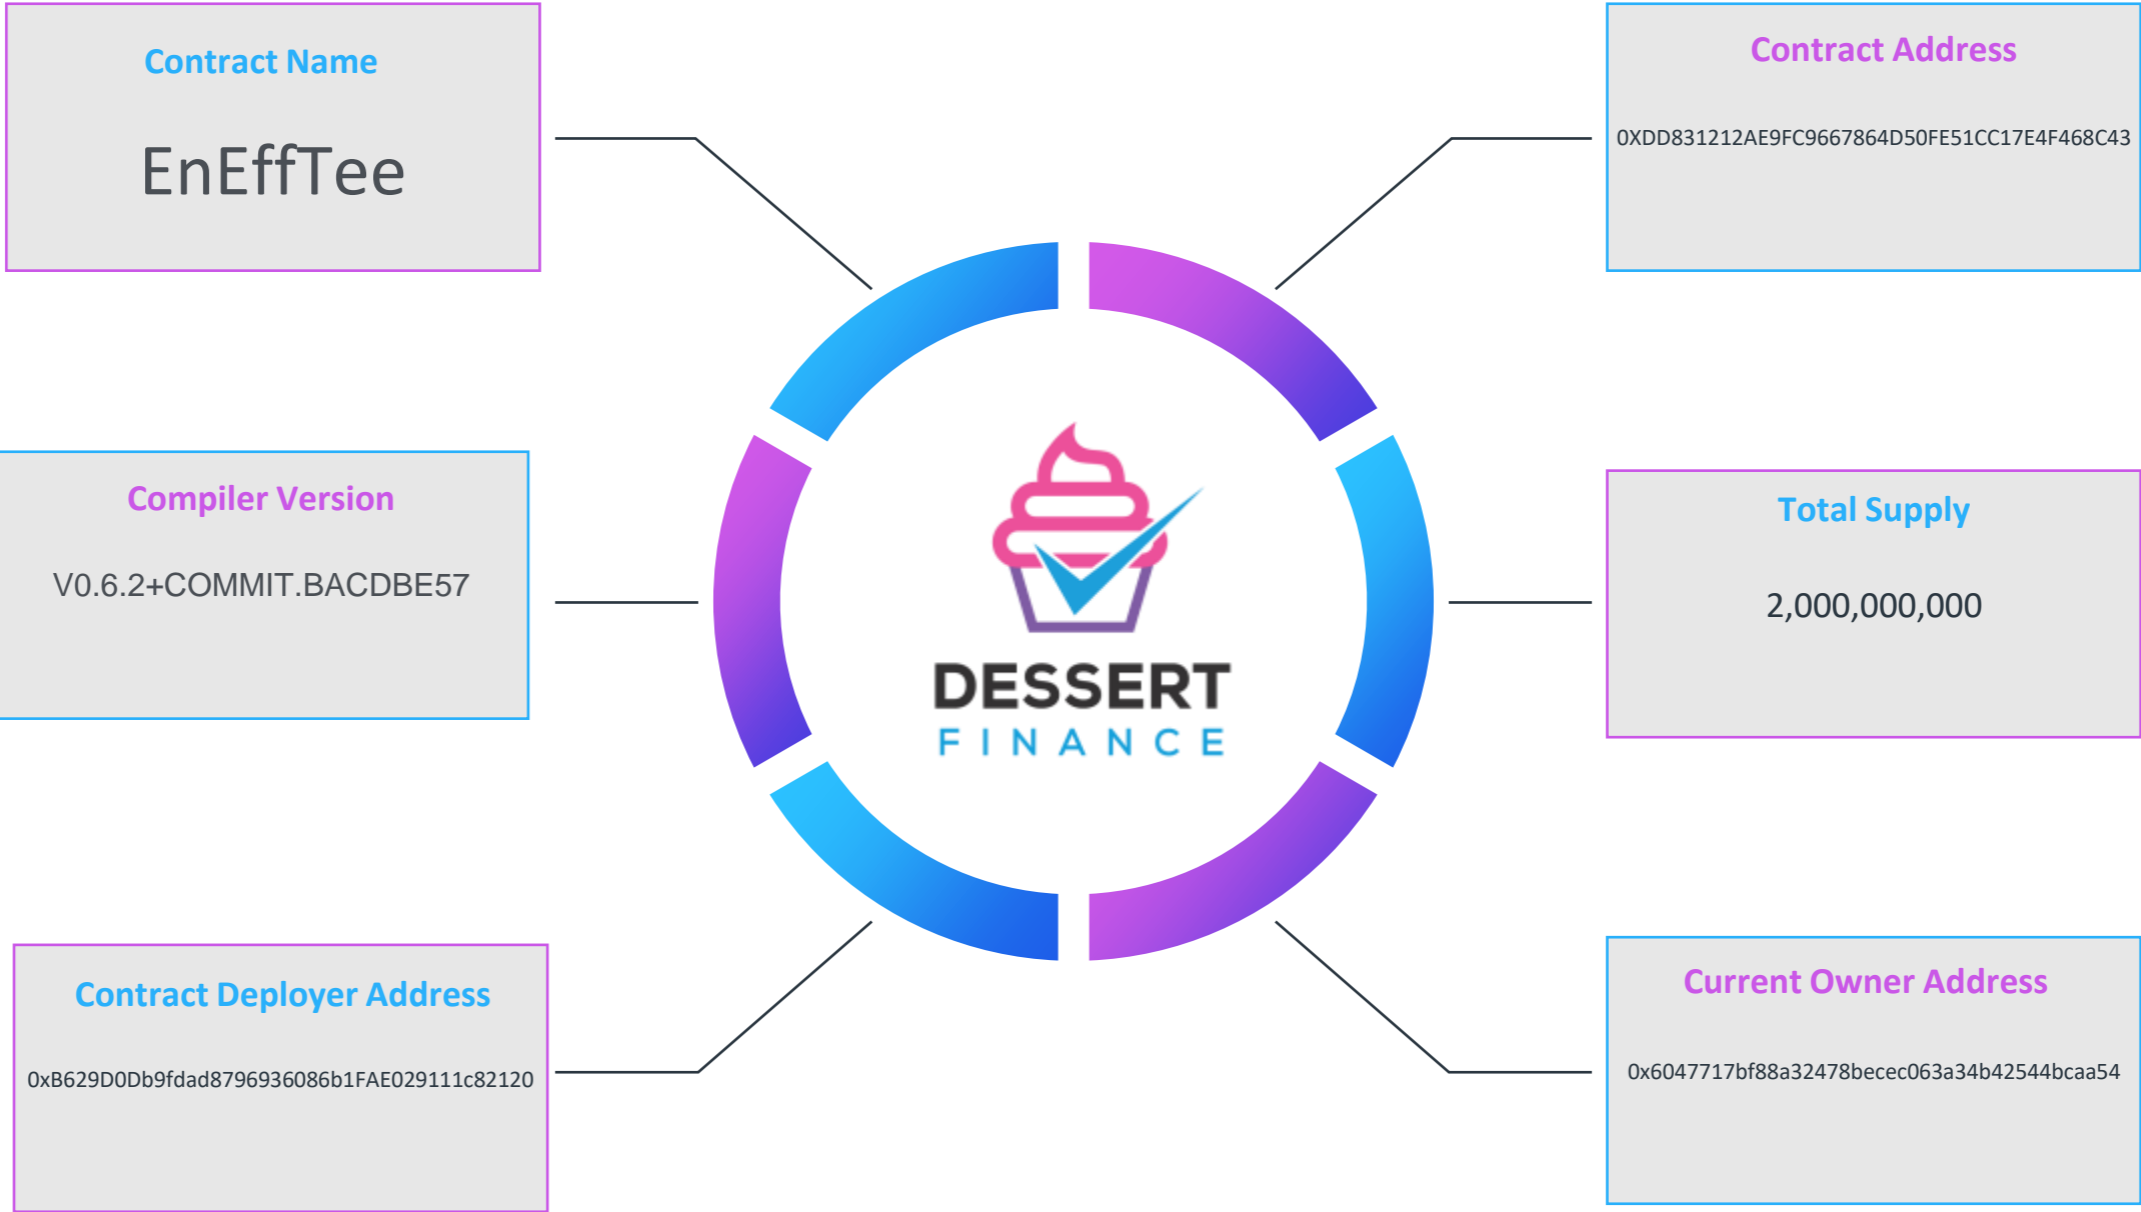 Contract Name
EnEffTee
Contract Address
0XDD831212AE9FC9667864D50FE51CC17E4F468C43
Compiler Version
V0.6.2+COMMIT.BACDBE57
DESSERT
FINANCE
Total Supply
2,000,000,000
Contract Deployer Address
0xB629D0Db9fdad8796936086b1FAE029111c82120
Current Owner Address
0x6047717bf88a32478becec063a34b42544bcaa54